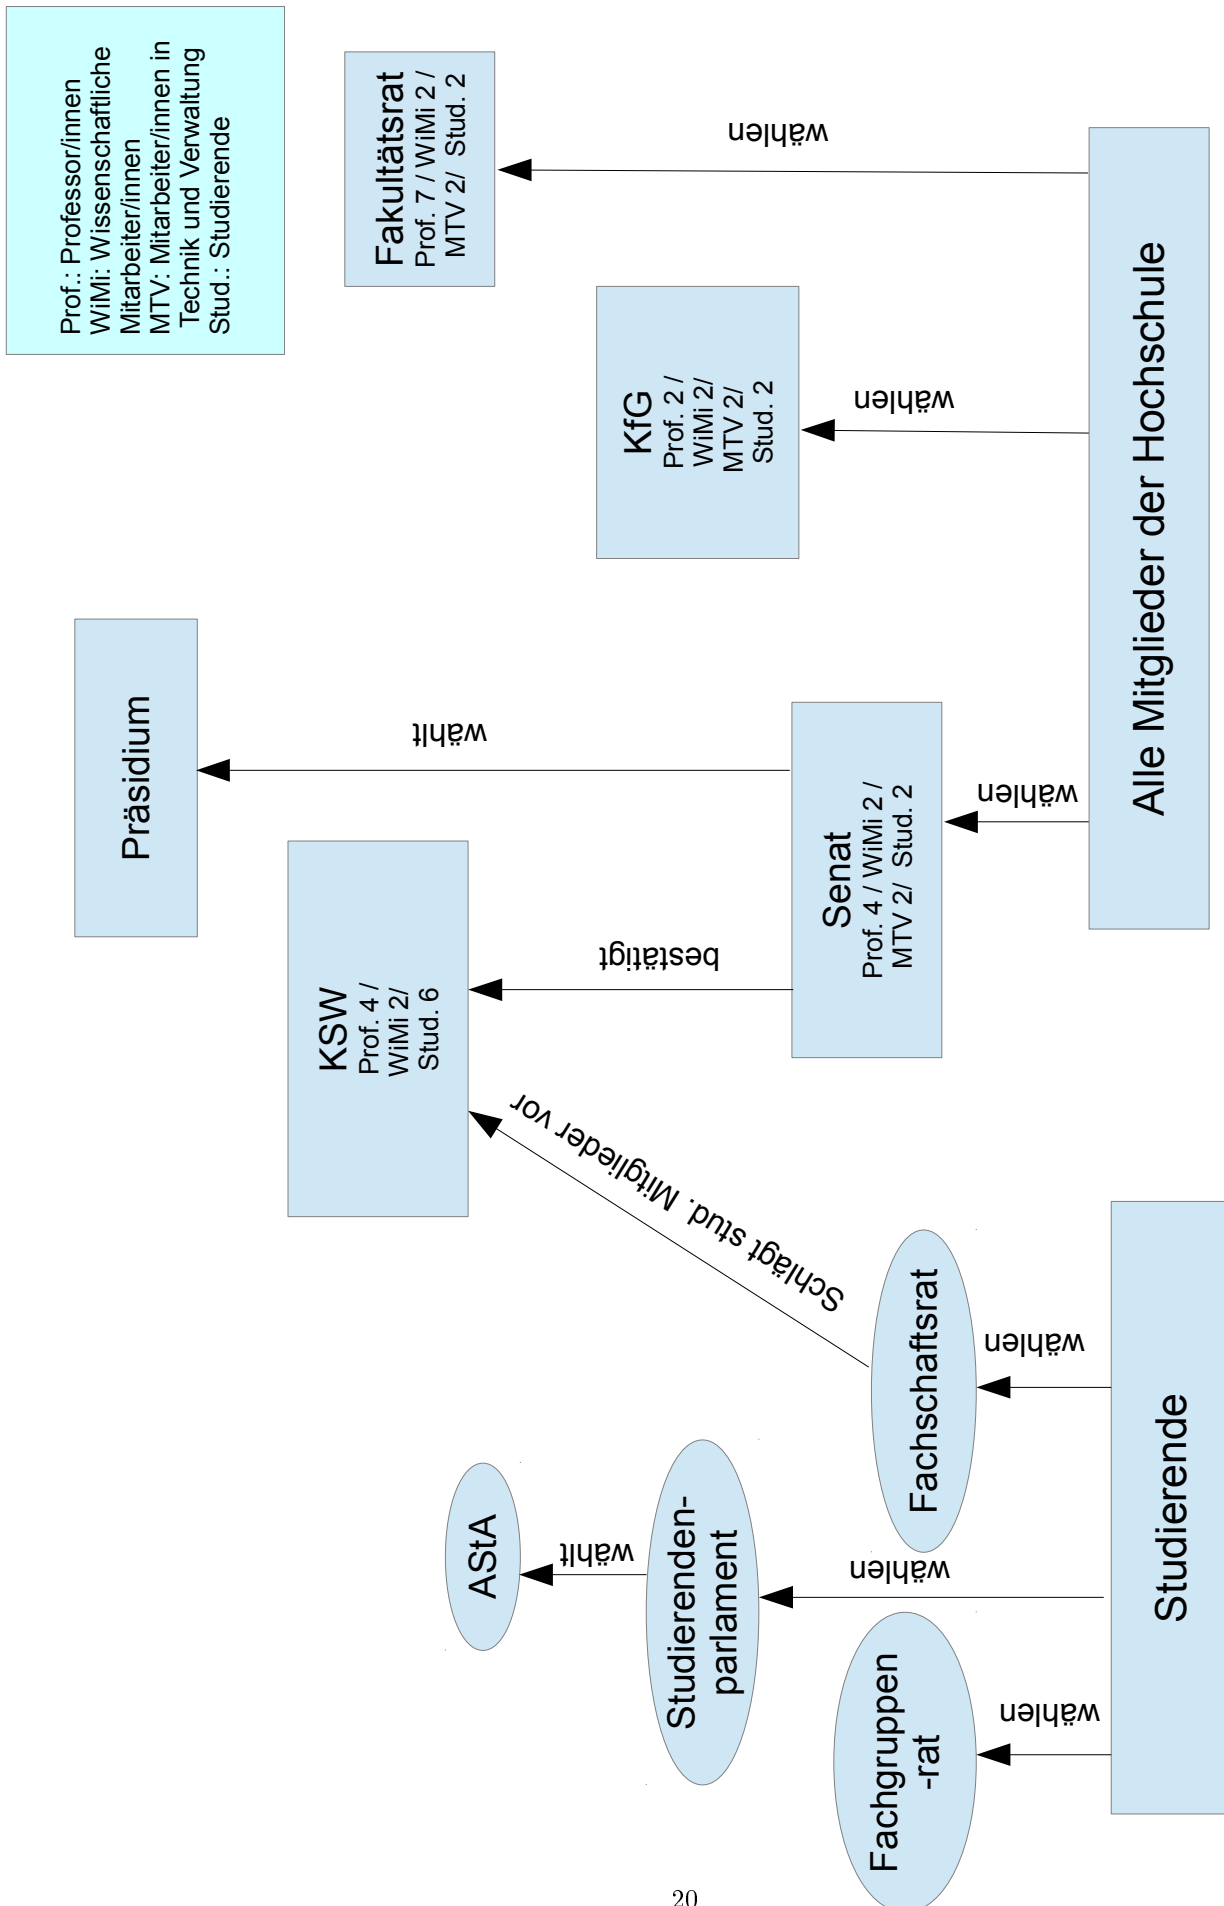 Prof.: Professor/innen
WiMi: Wissenschaftliche
Mitarbeiter/innen
MTV: Mitarbeiter/innen in
Technik und Verwaltung
Stud.: Studierende
Präsidium
Fakultätsrat
Prof. 7 / WiMi 2 /
MTV 2/ Stud. 2
KSW
Prof. 4 /
WiMi 2/
Stud. 6
wählt
KfG
Prof. 2 /
WiMi 2/
MTV 2/
Stud. 2
wählen
AStA
wählt
Schlägt stud. Mitglieder vor
bestätigt
wählen
Studierenden-
parlament
Senat
Prof. 4 / WiMi 2 /
MTV 2/ Stud. 2
Fachgruppen
-rat
wählen
Fachschaftsrat
wählen
wählen
wählen
Studierende
Alle Mitglieder der Hochschule
20